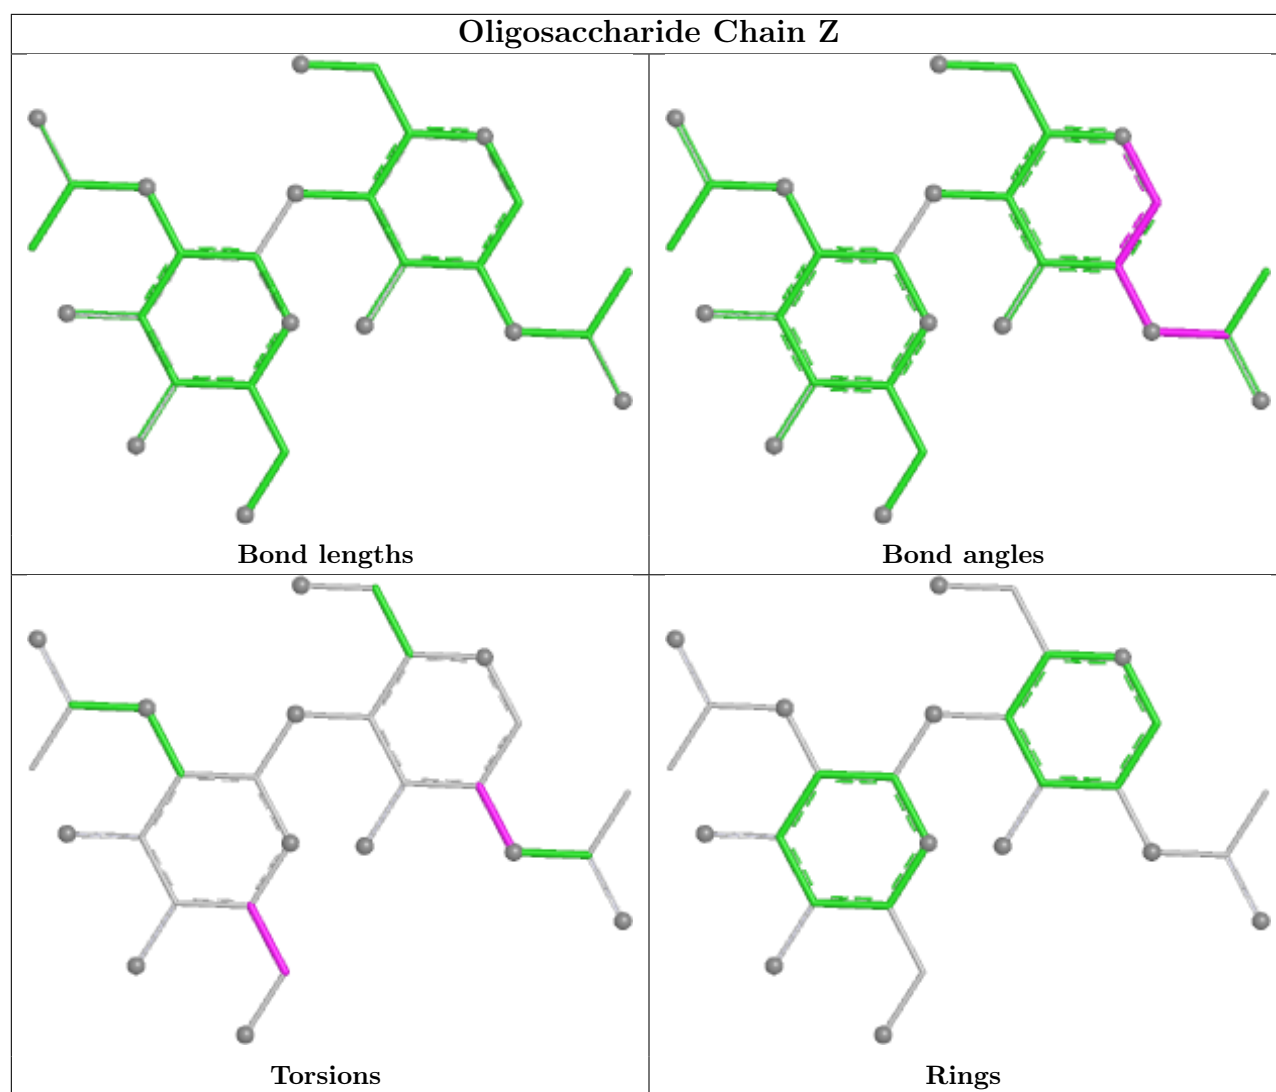 Oligosaccharide Chain Z
Bond lengths
Bond angles
Torsions
Rings